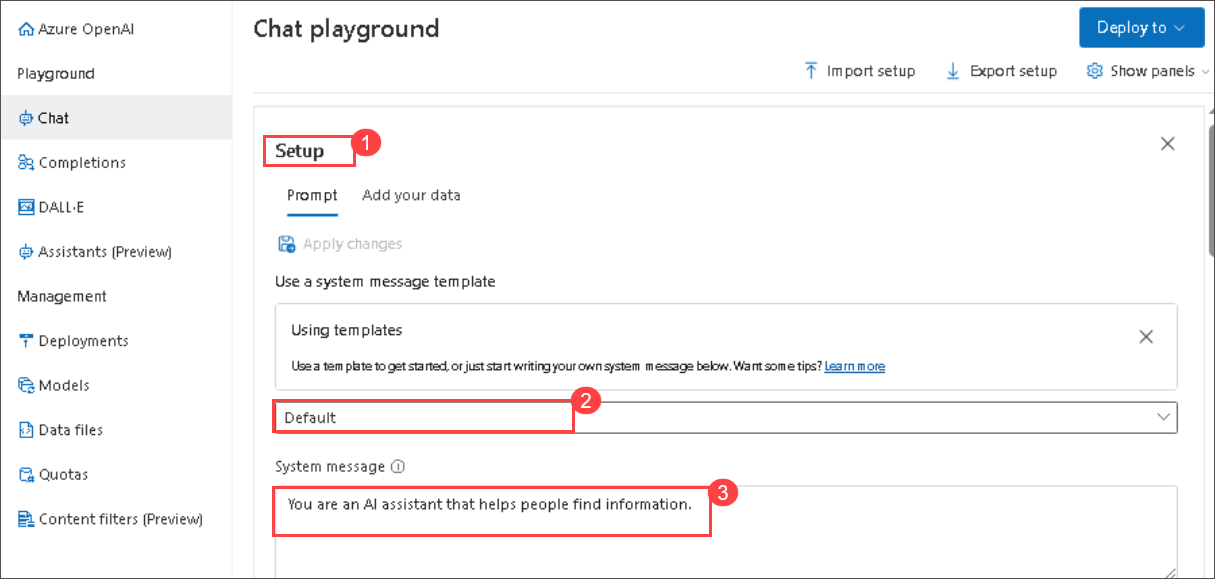 Azure OpenAI
Playground
Chat
Completions
DALL·E
Assistants (Preview)
Management
Deployments
Models
Data files
Quotas
Content filters (Preview)
Chat playground
Deploy to
Import setup
Export setup
Show panels
Setup
1
Prompt
Add your data
Apply changes
Use a system message template
Using templates
Use a template to get started, or just start writing your own system message below. Want some tips? Learn more
Default
2
System message
You are an AI assistant that helps people find information.
3